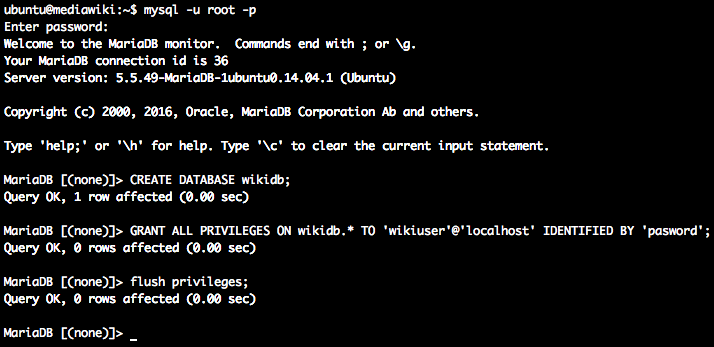 ubuntu@mediawiki:~$ mysql -u root -p
Enter password:
Welcome to the MariaDB monitor.  Commands end with ; or \g.
Your MariaDB connection id is 36
Server version: 5.5.49-MariaDB-1ubuntu0.14.04.1 (Ubuntu)
Copyright (c) 2000, 2016, Oracle, MariaDB Corporation Ab and others.
Type 'help;' or '\h' for help. Type '\c' to clear the current input statement.
MariaDB [(none)]> CREATE DATABASE wikidb;
Query OK, 1 row affected (0.00 sec)
MariaDB [(none)]> GRANT ALL PRIVILEGES ON wikidb.* TO 'wikiuser'@'localhost' IDENTIFIED BY 'pasword';
Query OK, 0 rows affected (0.00 sec)
MariaDB [(none)]> flush privileges;
Query OK, 0 rows affected (0.00 sec)
MariaDB [(none)]> _